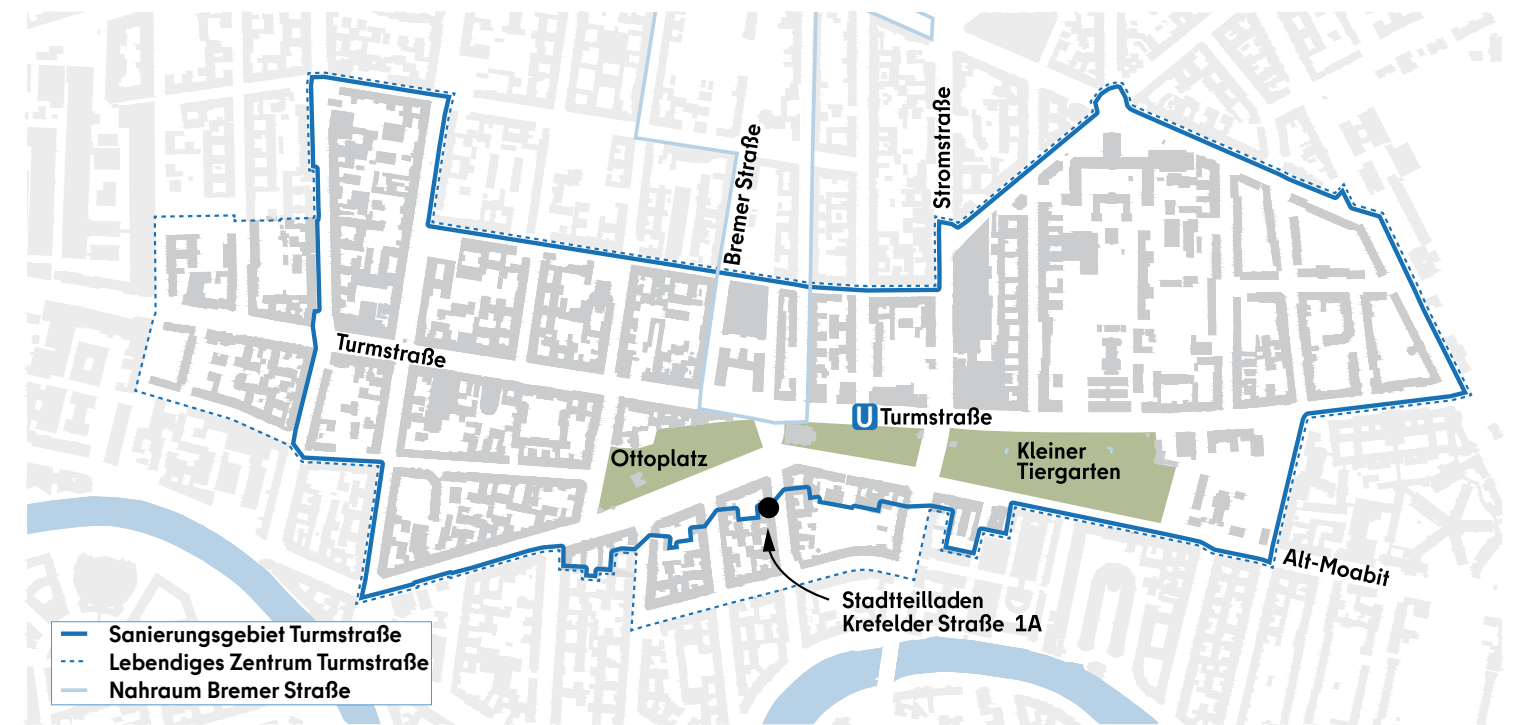 Bremer Straße
Stromstraße
Turmstraße
U Turmstraße
Ottoplatz
Kleiner
Tiergarten
Alt-Moabit
Stadtteilladen
Krefelder Straße 1A
Sanierungsgebiet Turmstraße
Lebendiges Zentrum Turmstraße
Nahraum Bremer Straße